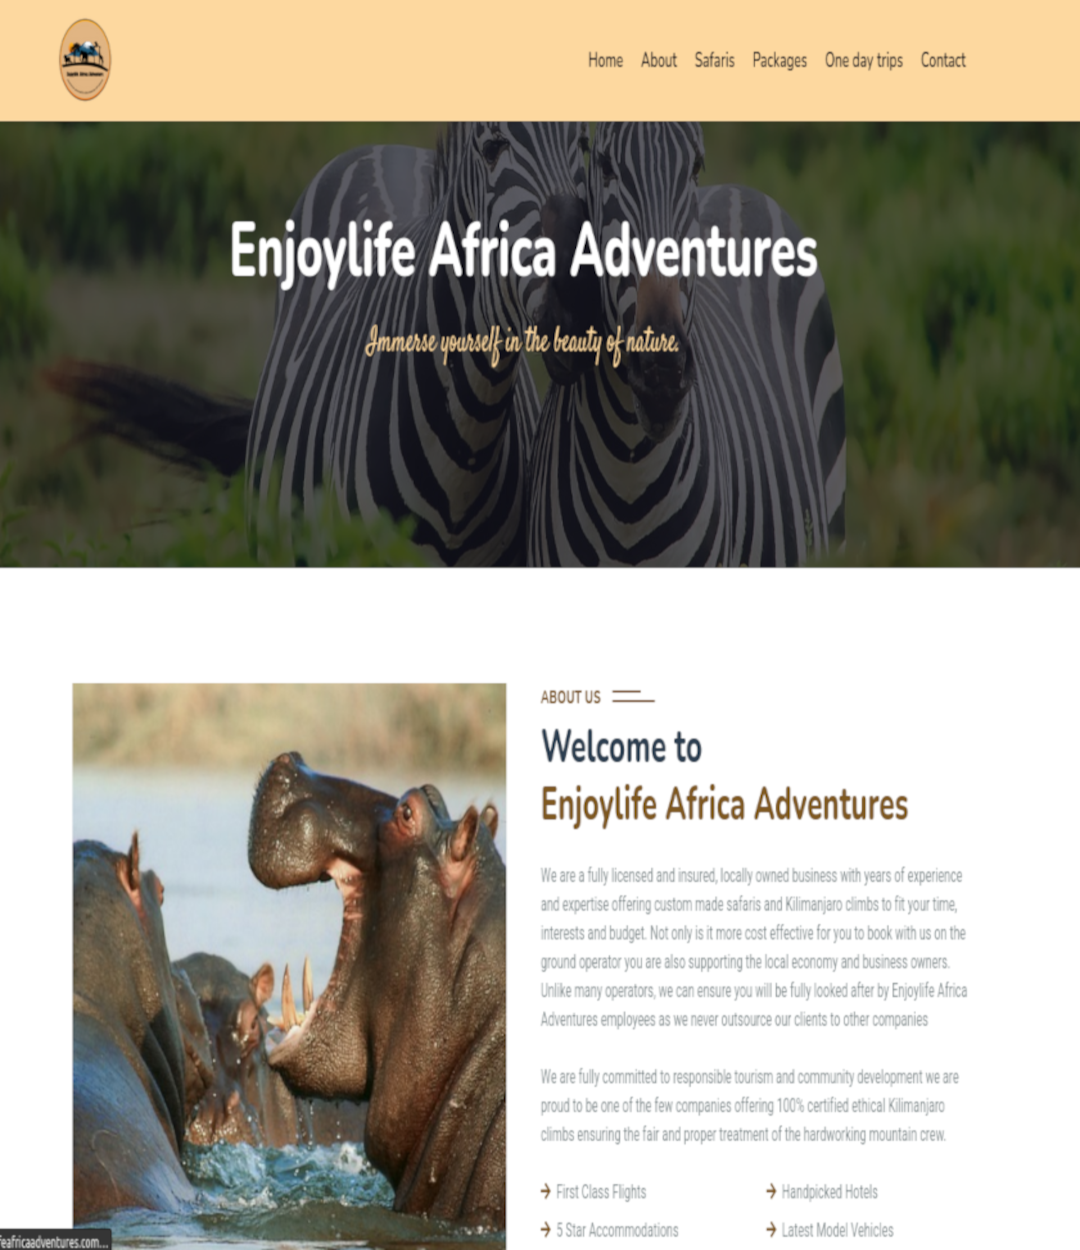 Home About Safaris Packages One day trips Contact
Enjoylife Africa Adventures
Immerse yourself in the beauty of nature.
ABOUT US
Welcome to
Enjoylife Africa Adventures
We are a fully licensed and insured, locally owned business with years of experience
and expertise offering custom made safaris and Kilimanjaro climbs to fit your time,
interests and budget. Not only is it more cost effective for you to book with us on the
ground operator you are also supporting the local economy and business owners.
Unlike many operators, we can ensure you will be fully looked after by Enjoylife Africa
Adventures employees as we never outsource our clients to other companies
We are fully committed to responsible tourism and community development we are
proud to be one of the few companies offering 100% certified ethical Kilimanjaro
climbs ensuring the fair and proper treatment of the hardworking mountain crew.
First Class Flights Handpicked Hotels
5 Star Accommodations Latest Model Vehicles
feafricaadventures.com...